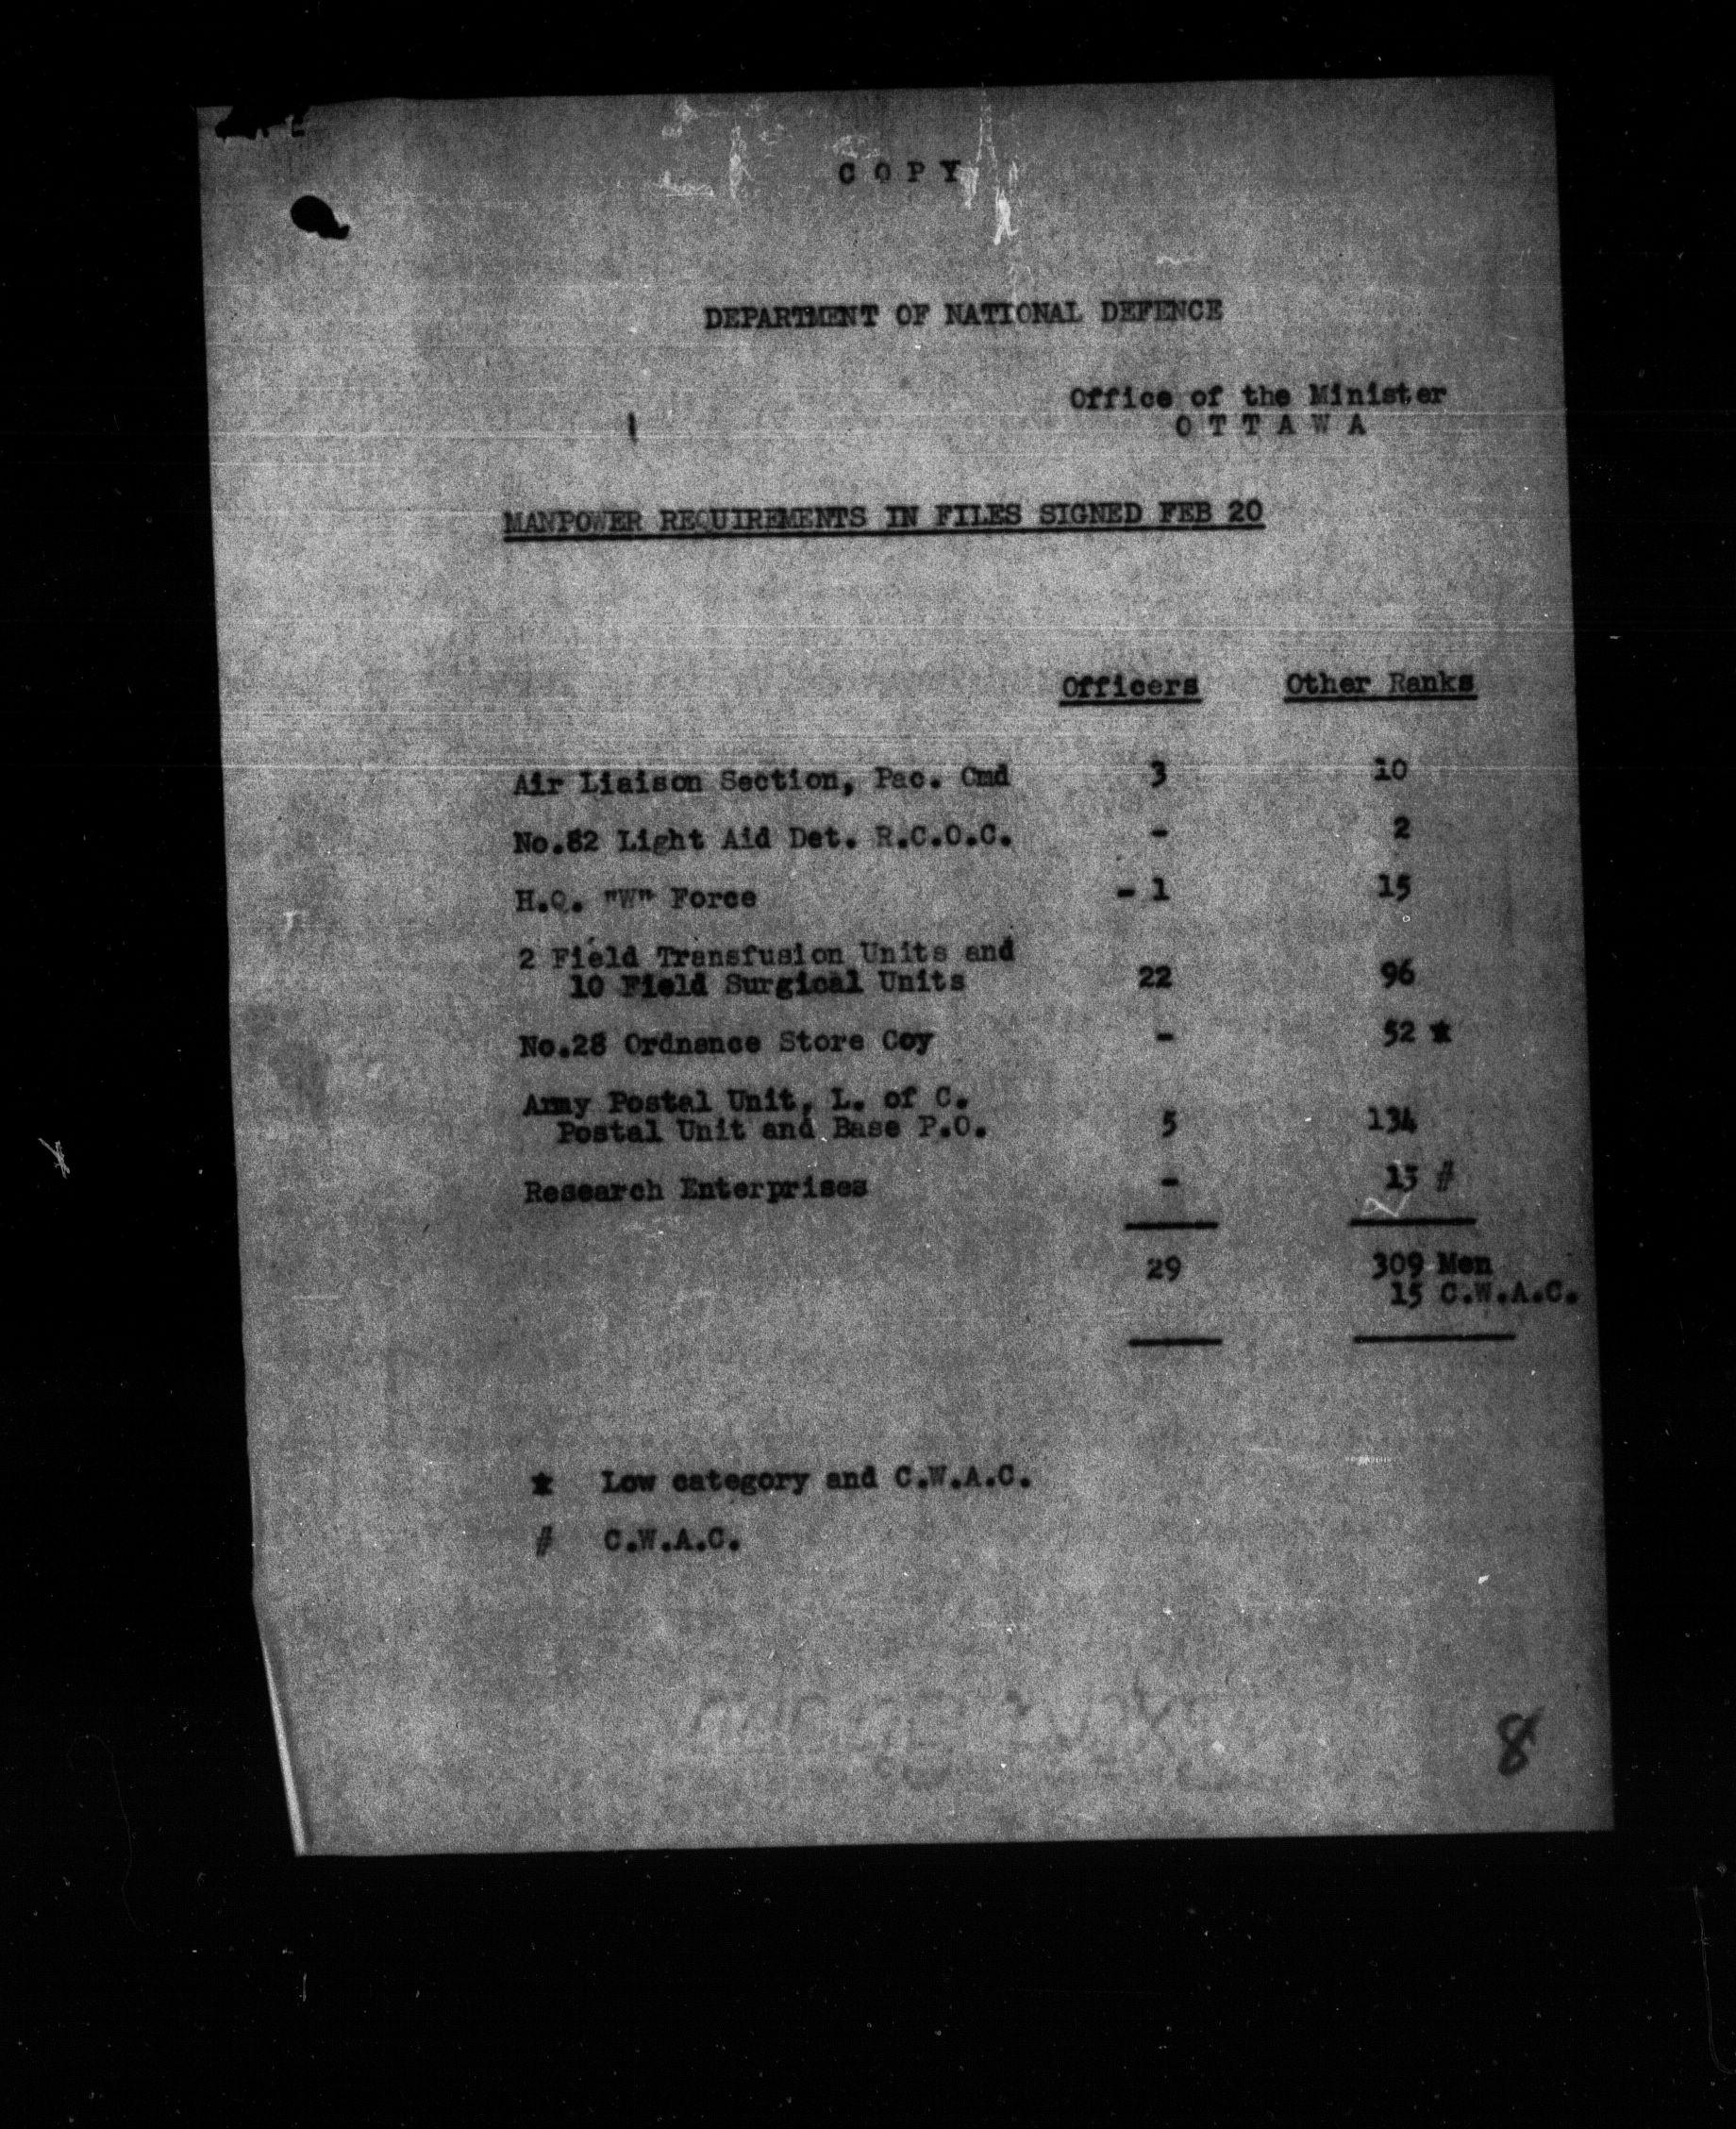 COPY
DEPARTMENT OF NATIONAL DEFENCE
Office of the Minister
OTTAWA
MANPOWER REQUIREMENTS IN FILES SIGNED FEB 20
Officers Other Ranks
Air Liaison Section, Pac. Cmd 3 10
No.82 Light Aid Det. R.C.O.C. - 2
H.Q. "W" Force - 1 15
2 Field Transfusion Units and
10 Field Surgical Units 22 96
No.28 Ordnance Store Coy - 52 *
Army Postal Unit, L. of C.
Postal Unit and Base P.O. 5 134
Research Enterprises - 15 #
29 309 Men
15 C.W.A.C.
* Low category and C.W.A.C.
# C.W.A.C.
8